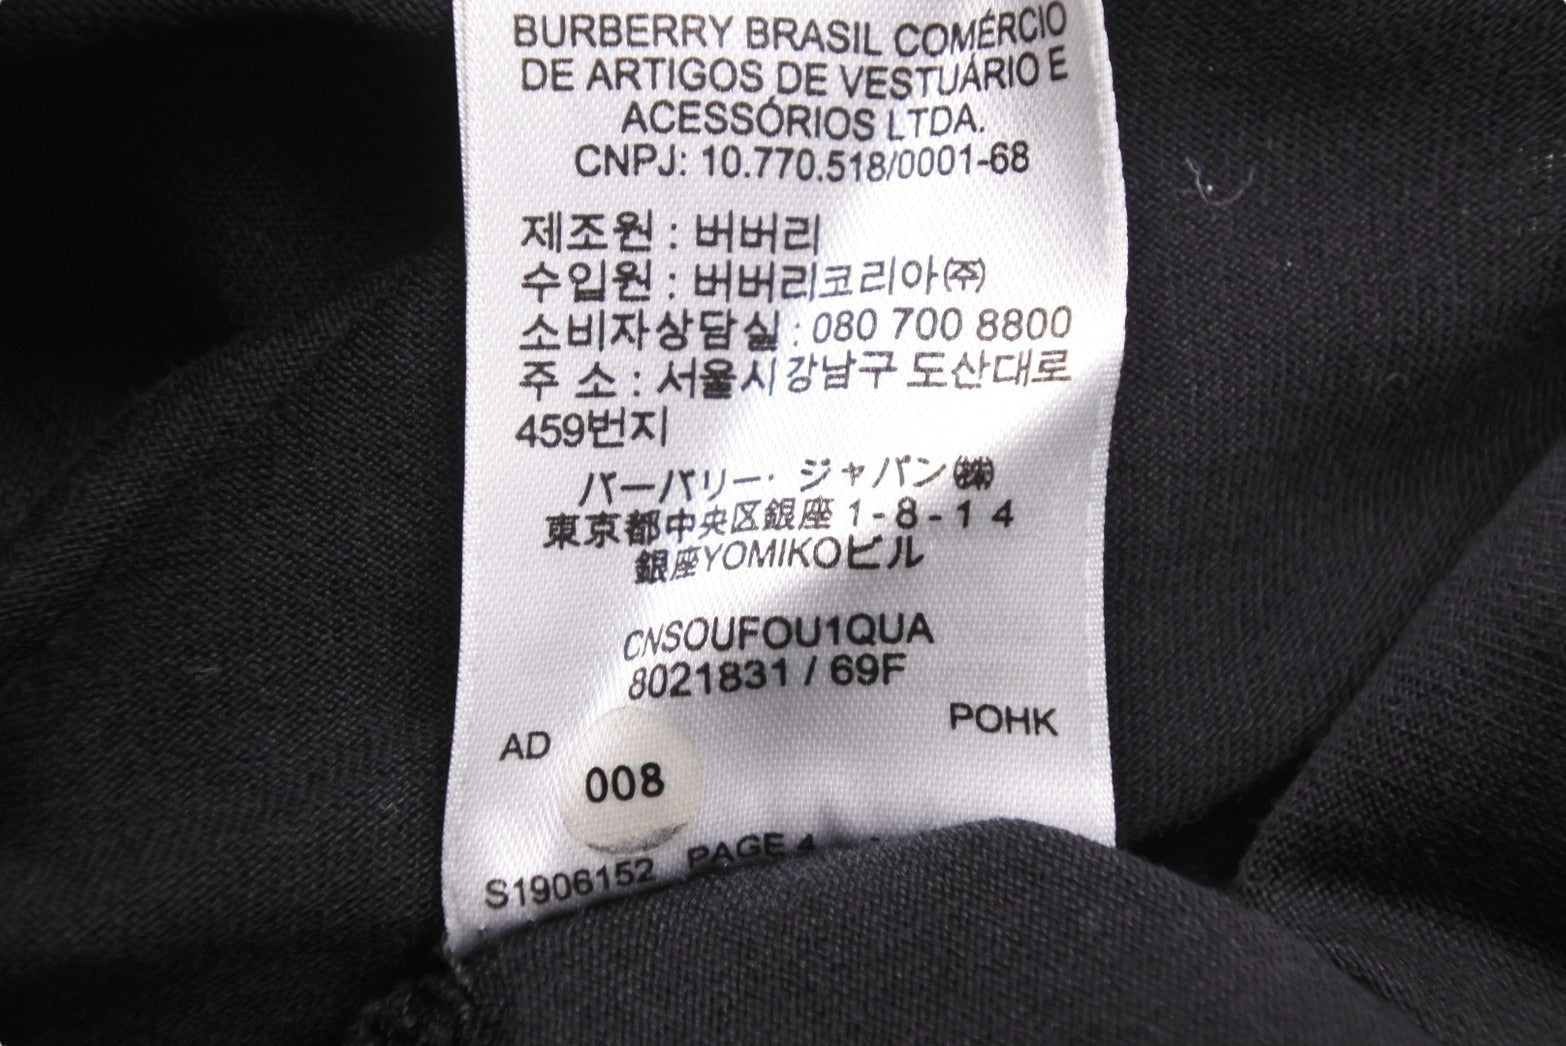 BURBERRY BRASIL COMÉRCIO
DE ARTIGOS DE VESTUÁRIO E
ACESSÓRIOS LTDA.
CNPJ: 10.770.518/0001-68
제조원 : 버버리
수입원 : 버버리코리아㈜
소비자상담실 : 080 700 8800
주 소 : 서울시강남구 도산대로
459번지
バーバリー・ジャパン㈱
東京都中央区銀座 1-8-14
銀座YOMIKOビル
CNSOUFOU1QUA
8021831 / 69F
POHK
AD
008
S1906152 PAGE 4